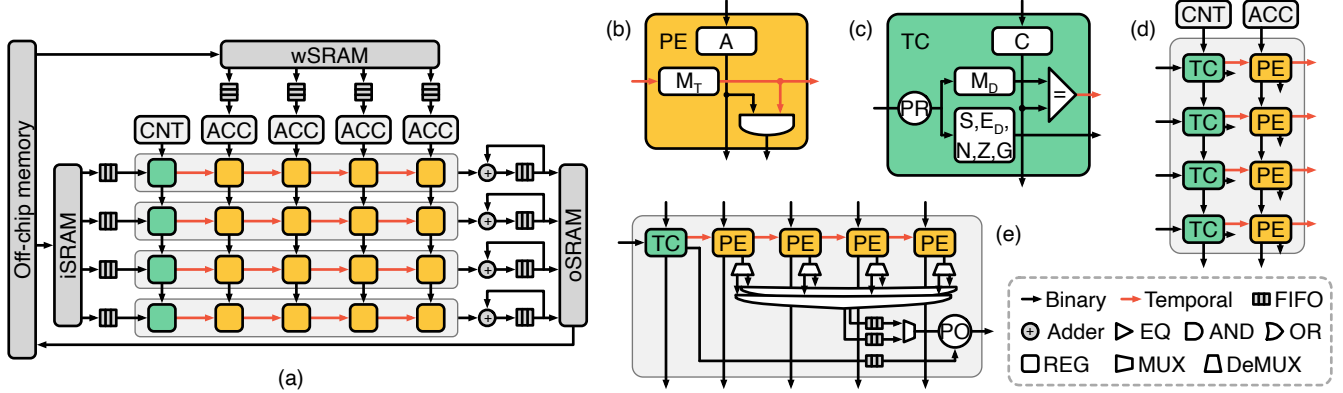 Off-chip memory
wSRAM
CNT ACC ACC ACC ACC
iSRAM
oSRAM
(a)
(b)
PE
A
M_T
(c)
TC
C
PR
M_D
=
S,E_D,
N,Z,G
(d)
CNT ACC
TC PE
TC PE
TC PE
TC PE
(e)
TC PE PE PE PE
PO
Binary Temporal FIFO
Adder EQ AND OR
REG MUX DeMUX